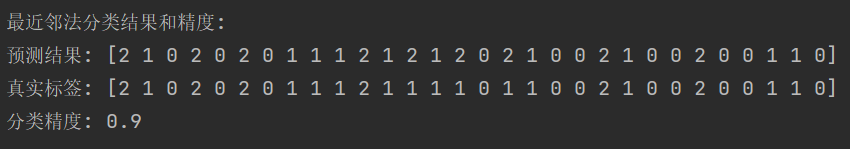 最近邻法分类结果和精度:
预测结果: [2 1 0 2 0 2 0 1 1 1 2 1 2 1 2 0 2 1 0 0 2 1 0 0 2 0 0 1 1 0]
真实标签: [2 1 0 2 0 2 0 1 1 1 2 1 1 1 1 0 1 1 0 0 2 1 0 0 2 0 0 1 1 0]
分类精度: 0.9